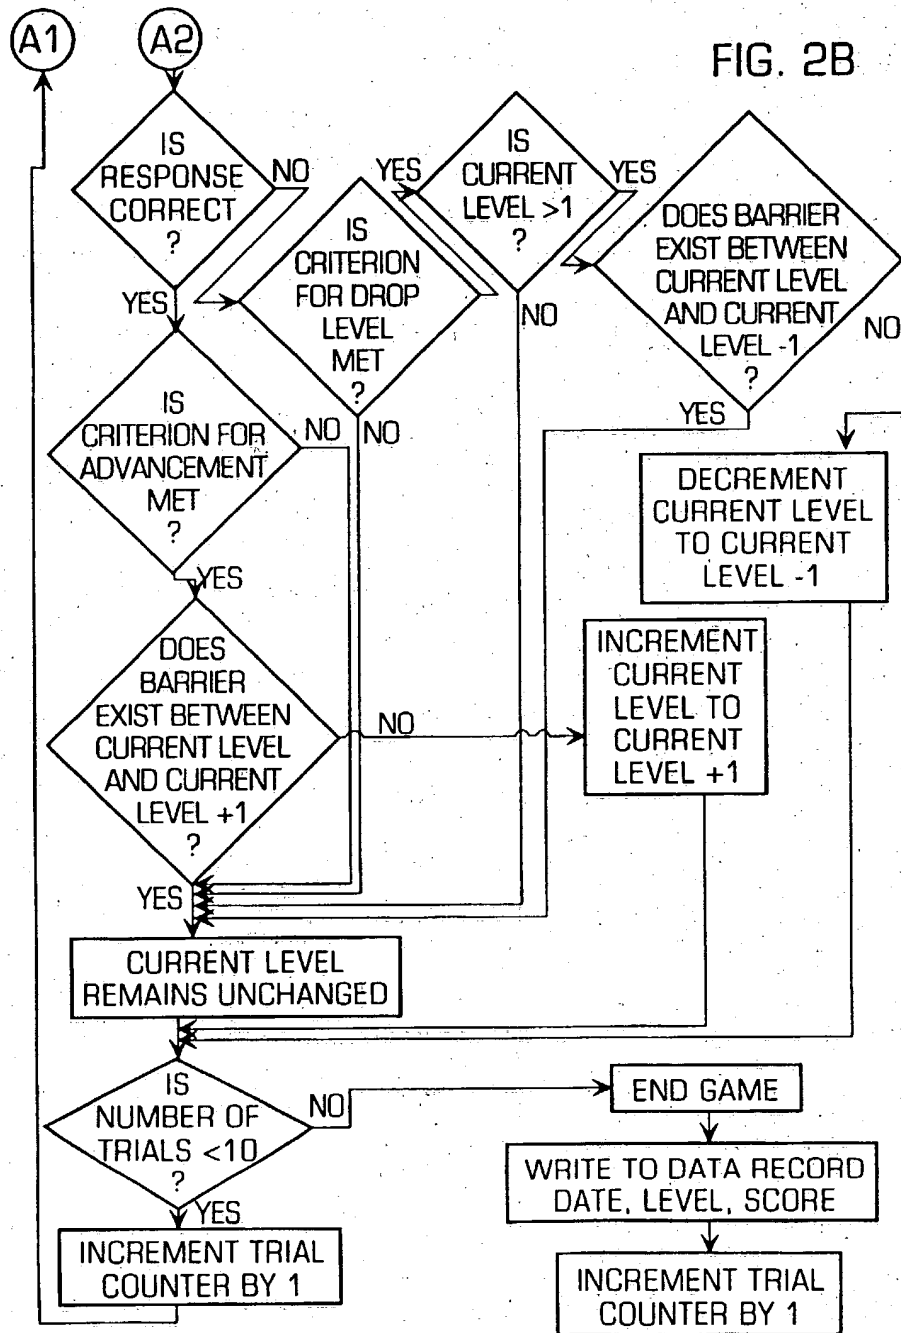 A1
A2
FIG. 2B
IS
RESPONSE
CORRECT
?
NO
YES
IS
CRITERION
FOR DROP
LEVEL
MET
?
YES
NO
IS
CURRENT
LEVEL >1
?
YES
NO
DOES BARRIER
EXIST BETWEEN
CURRENT LEVEL
AND CURRENT
LEVEL -1
?
NO
YES
IS
CRITERION FOR
ADVANCEMENT
MET
?
NO
YES
DECREMENT
CURRENT LEVEL
TO CURRENT
LEVEL -1
DOES
BARRIER
EXIST BETWEEN
CURRENT LEVEL
AND CURRENT
LEVEL +1
?
NO
YES
INCREMENT
CURRENT
LEVEL TO
CURRENT
LEVEL +1
CURRENT LEVEL
REMAINS UNCHANGED
IS
NUMBER OF
TRIALS <10
?
NO
YES
END GAME
WRITE TO DATA RECORD
DATE, LEVEL, SCORE
INCREMENT TRIAL
COUNTER BY 1
INCREMENT TRIAL
COUNTER BY 1